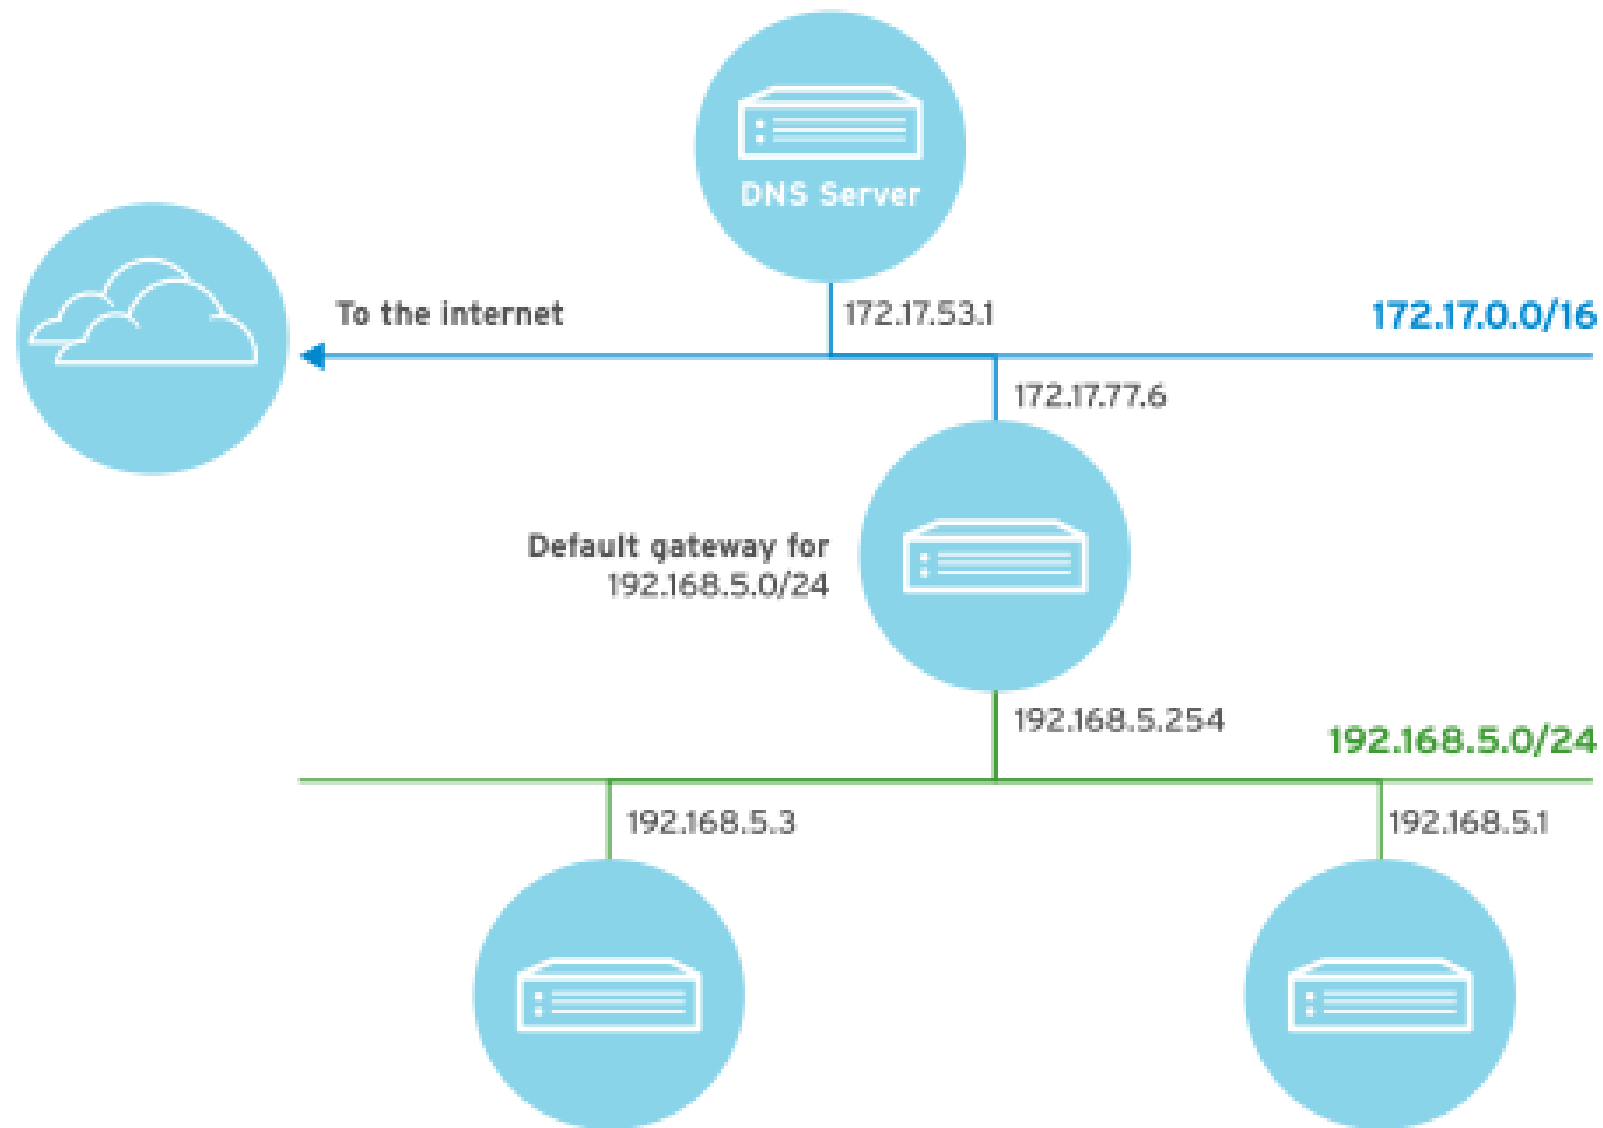 DNS Server
To the internet
172.17.53.1
172.17.0.0/16
172.17.77.6
Default gateway for
192.168.5.0/24
192.168.5.254
192.168.5.0/24
192.168.5.3
192.168.5.1